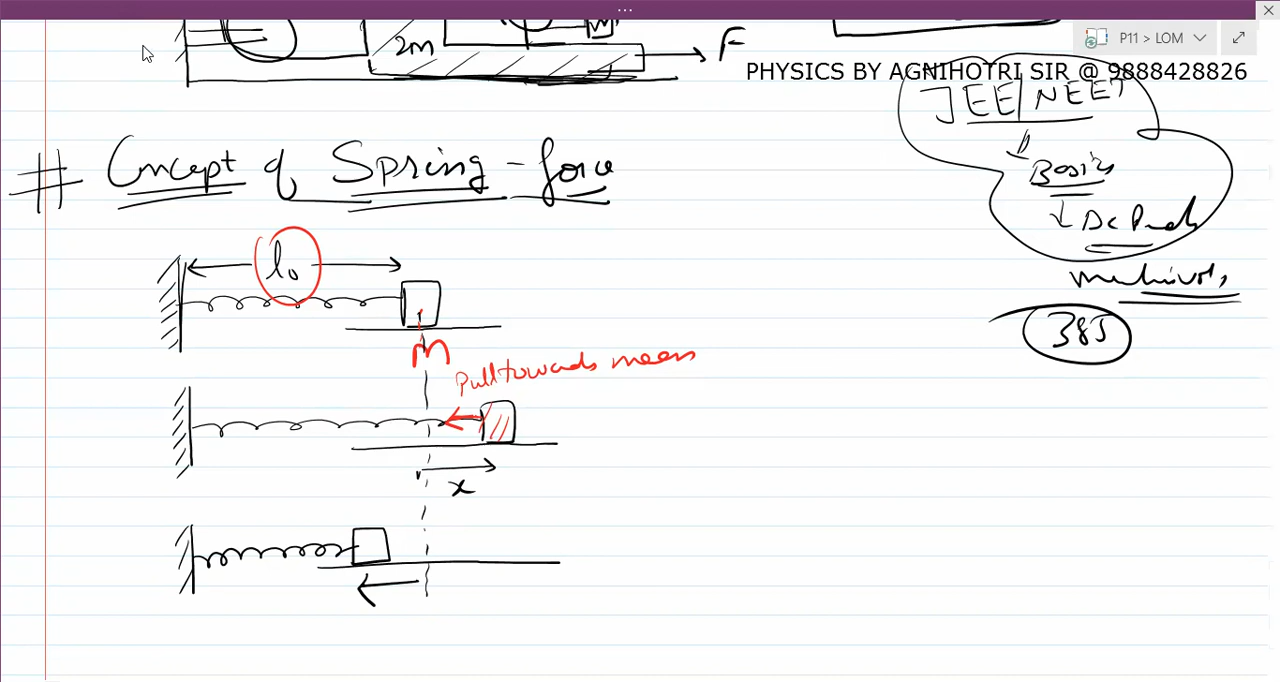 P11 > LOM
2m
m
F
PHYSICS BY AGNIHOTRI SIR @ 9888428826
JEE/NEET
Basics
# Concept of Spring-force
l₀
m
385
Pull towards mean
x